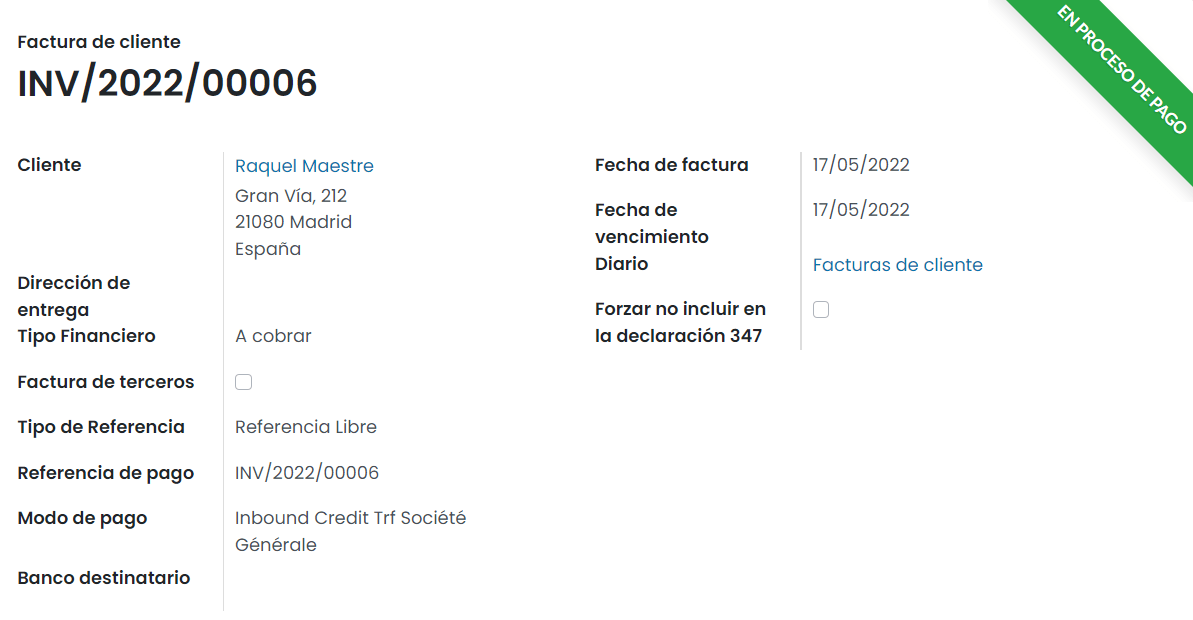 EN PROCESO DE PAGO
Factura de cliente
INV/2022/00006
Cliente
Raquel Maestre
Gran Vía, 212
21080 Madrid
España
Dirección de
entrega
Tipo Financiero
A cobrar
Factura de terceros
Tipo de Referencia
Referencia Libre
Referencia de pago
INV/2022/00006
Modo de pago
Inbound Credit Trf Société
Générale
Banco destinatario
Fecha de factura
17/05/2022
Fecha de
vencimiento
17/05/2022
Diario
Facturas de cliente
Forzar no incluir en
la declaración 347